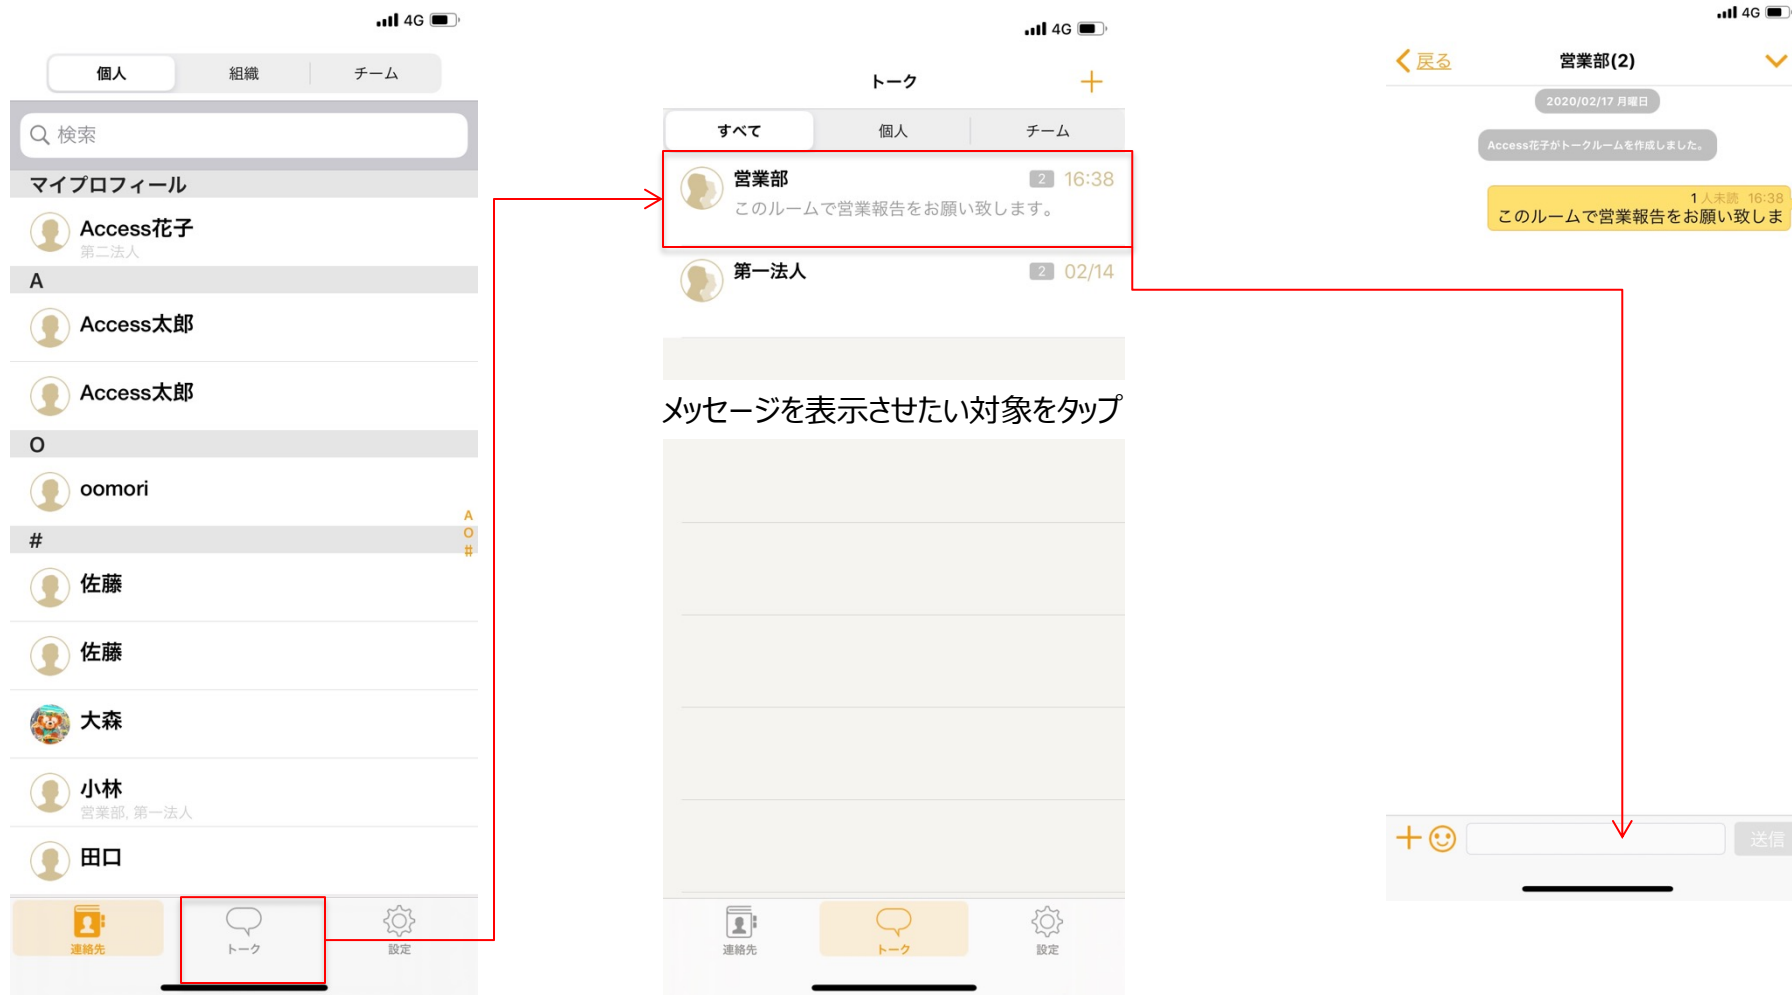 4G
個人
組織
チーム
検索
マイプロフィール
Access花子
第二法人
A
Access太郎
Access太郎
O
oomori
A
O
#
#
佐藤
佐藤
大森
小林
営業部, 第一法人
田口
連絡先
トーク
設定
4G
トーク
すべて
個人
チーム
営業部
2 16:38
このルームで営業報告をお願い致します。
第一法人
2 02/14
メッセージを表示させたい対象をタップ
連絡先
トーク
設定
4G
戻る
営業部(2)
2020/02/17 月曜日
Access花子がトークルームを作成しました。
1 人未読 16:38
このルームで営業報告をお願い致しま
送信